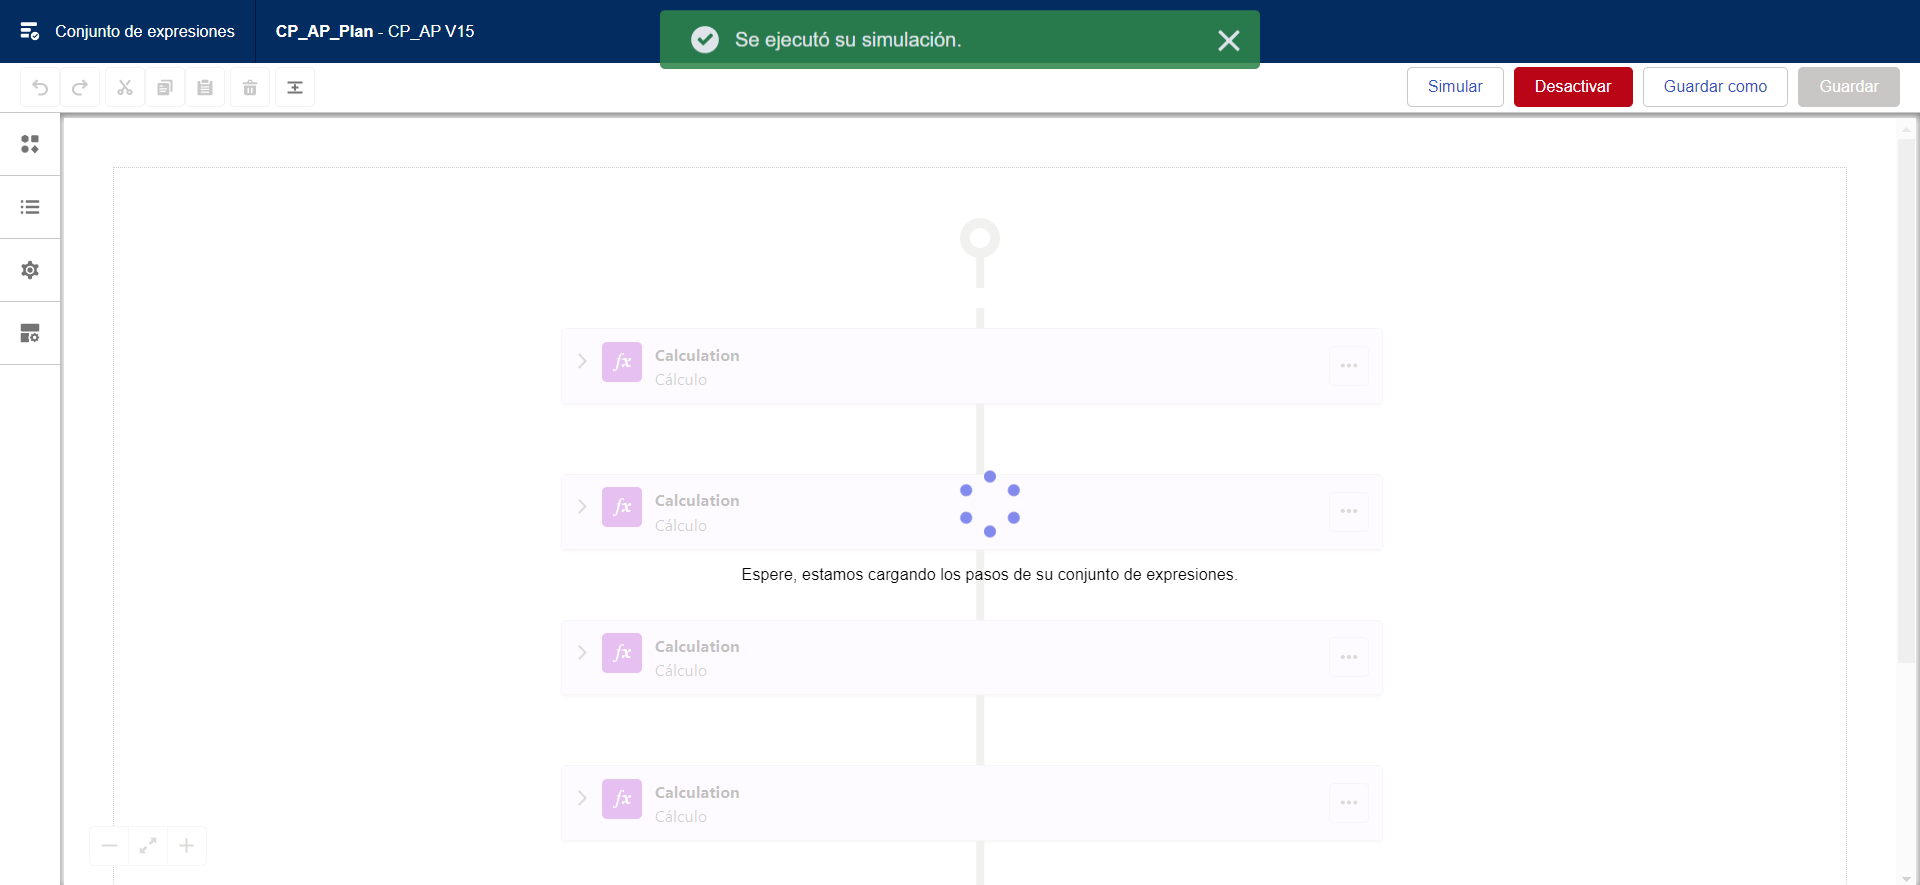 Conjunto de expresiones
CP_AP_Plan - CP_AP V15
Se ejecutó su simulación.
Simular
Desactivar
Guardar como
Guardar
fx
Calculation
Cálculo
fx
Calculation
Cálculo
Espere, estamos cargando los pasos de su conjunto de expresiones.
fx
Calculation
Cálculo
fx
Calculation
Cálculo